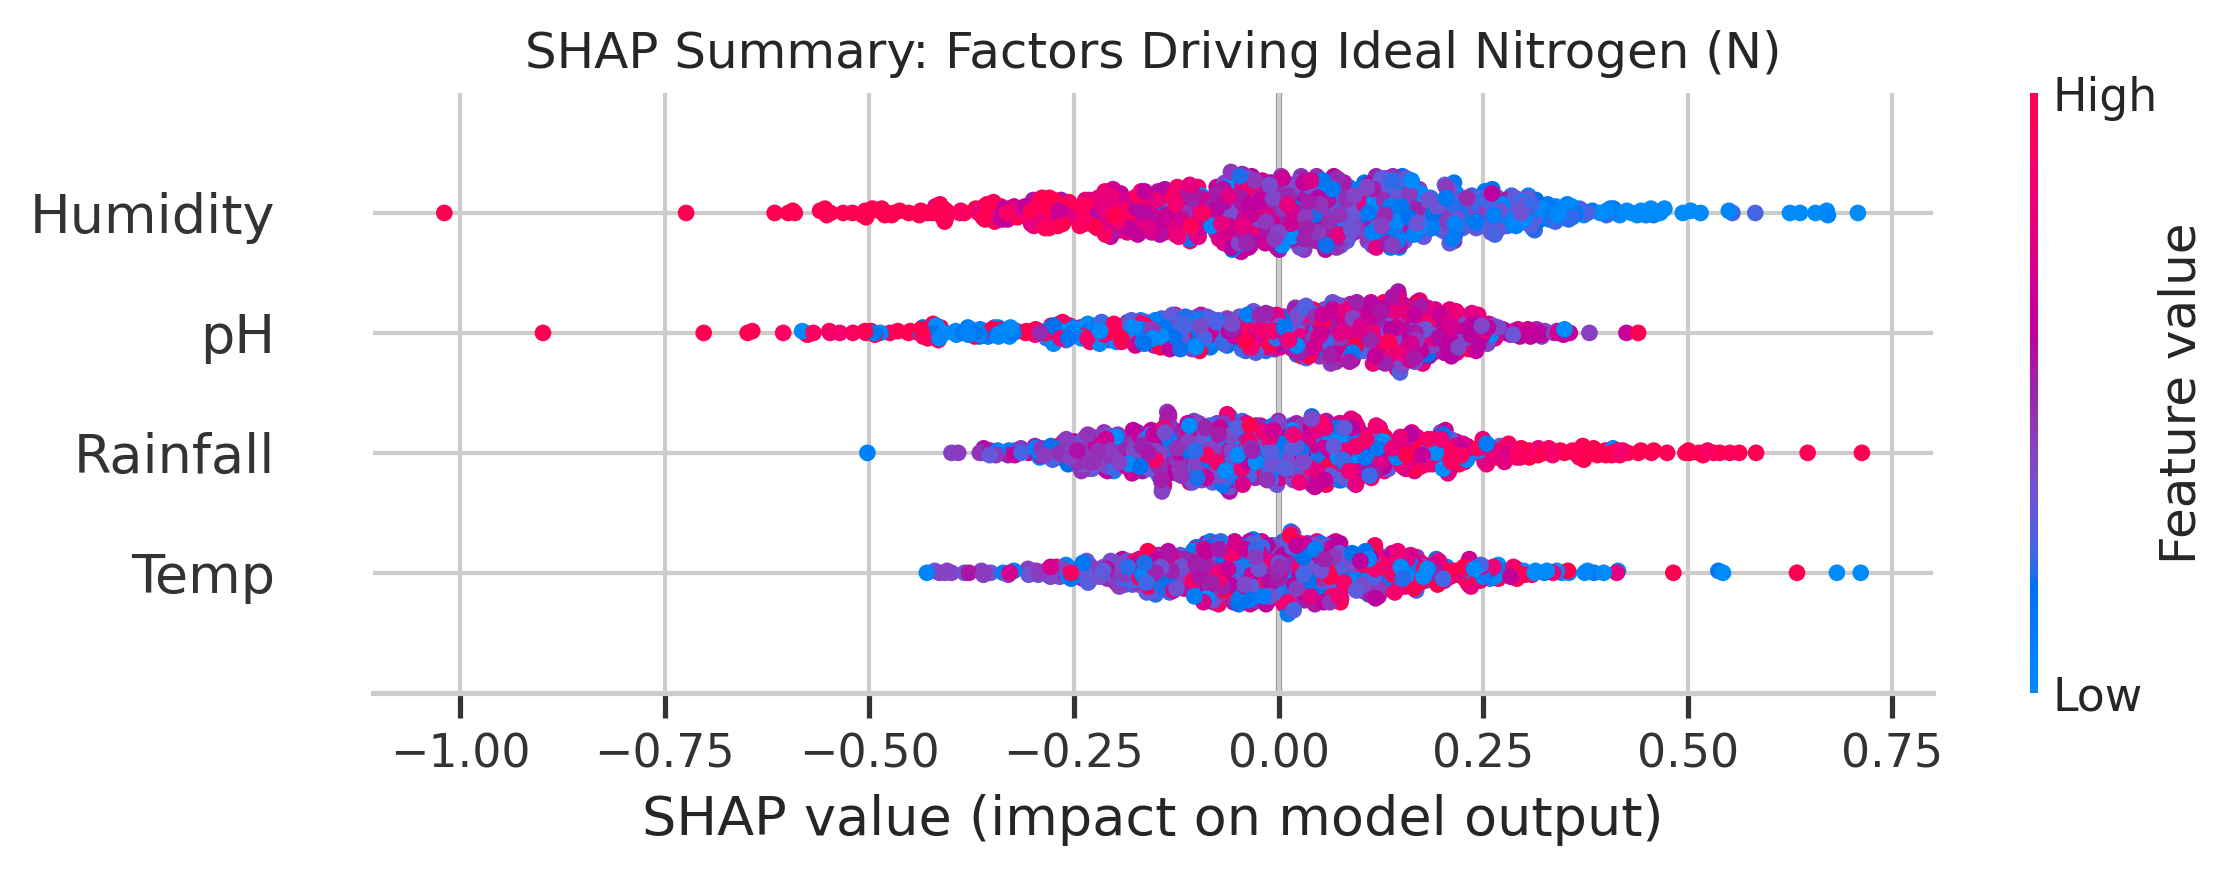 SHAP Summary: Factors Driving Ideal Nitrogen (N)
High
Humidity
pH
Rainfall
Temp
Feature value
Low
−1.00 −0.75 −0.50 −0.25 0.00 0.25 0.50 0.75
SHAP value (impact on model output)